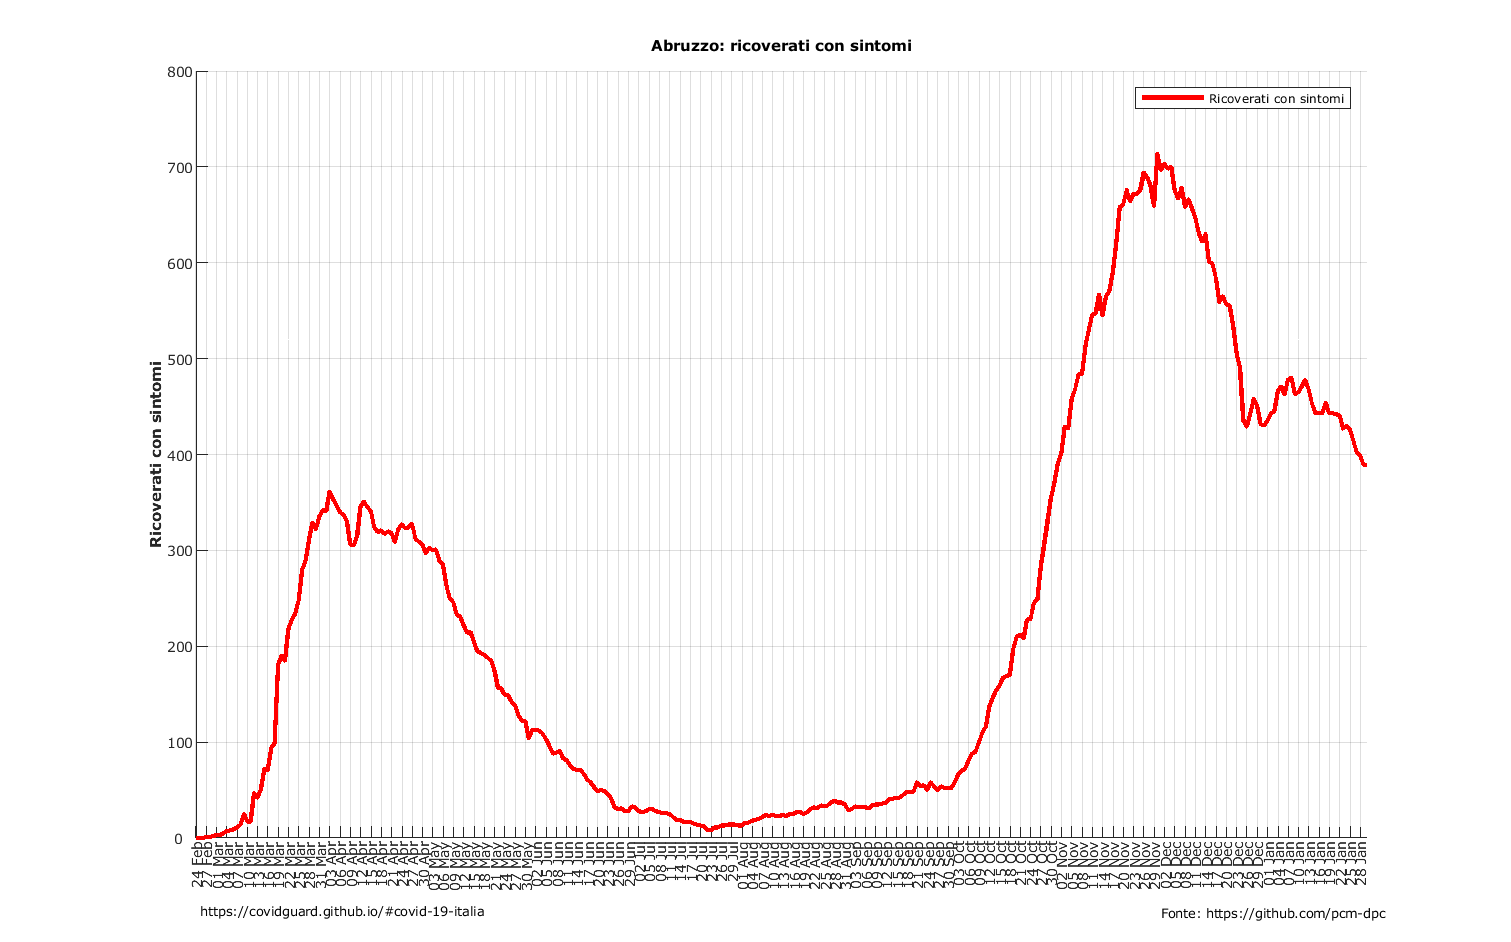 Abruzzo: ricoverati con sintomi
Ricoverati con sintomi
Ricoverati con sintomi
800
700
600
500
400
300
200
100
0
24 Feb
27 Feb
01 Mar
04 Mar
07 Mar
10 Mar
13 Mar
16 Mar
19 Mar
22 Mar
25 Mar
28 Mar
31 Mar
03 Apr
06 Apr
09 Apr
12 Apr
15 Apr
18 Apr
21 Apr
24 Apr
27 Apr
30 Apr
03 May
06 May
09 May
12 May
15 May
18 May
21 May
24 May
27 May
30 May
02 Jun
05 Jun
08 Jun
11 Jun
14 Jun
17 Jun
20 Jun
23 Jun
26 Jun
29 Jun
02 Jul
05 Jul
08 Jul
11 Jul
14 Jul
17 Jul
20 Jul
23 Jul
26 Jul
29 Jul
01 Aug
04 Aug
07 Aug
10 Aug
13 Aug
16 Aug
19 Aug
22 Aug
25 Aug
28 Aug
31 Aug
03 Sep
06 Sep
09 Sep
12 Sep
15 Sep
18 Sep
21 Sep
24 Sep
27 Sep
30 Sep
03 Oct
06 Oct
09 Oct
12 Oct
15 Oct
18 Oct
21 Oct
24 Oct
27 Oct
30 Oct
02 Nov
05 Nov
08 Nov
11 Nov
14 Nov
17 Nov
20 Nov
23 Nov
26 Nov
29 Nov
02 Dec
05 Dec
08 Dec
11 Dec
14 Dec
17 Dec
20 Dec
23 Dec
26 Dec
29 Dec
01 Jan
04 Jan
07 Jan
10 Jan
13 Jan
16 Jan
19 Jan
22 Jan
25 Jan
28 Jan
https://covidguard.github.io/#covid-19-italia
Fonte: https://github.com/pcm-dpc